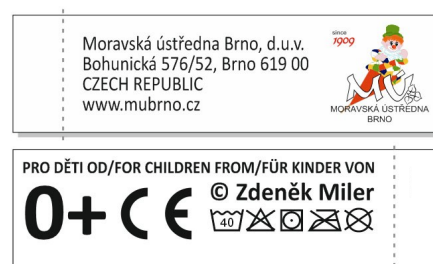 Moravská ústředna Brno, d.u.v.
Bohunická 576/52, Brno 619 00
CZECH REPUBLIC
www.mubrno.cz
since
1909
MÚ
MORAVSKÁ ÚSTŘEDNA
BRNO
PRO DĚTI OD/FOR CHILDREN FROM/FÜR KINDER VON
0+ CE
© Zdeněk Miler
40